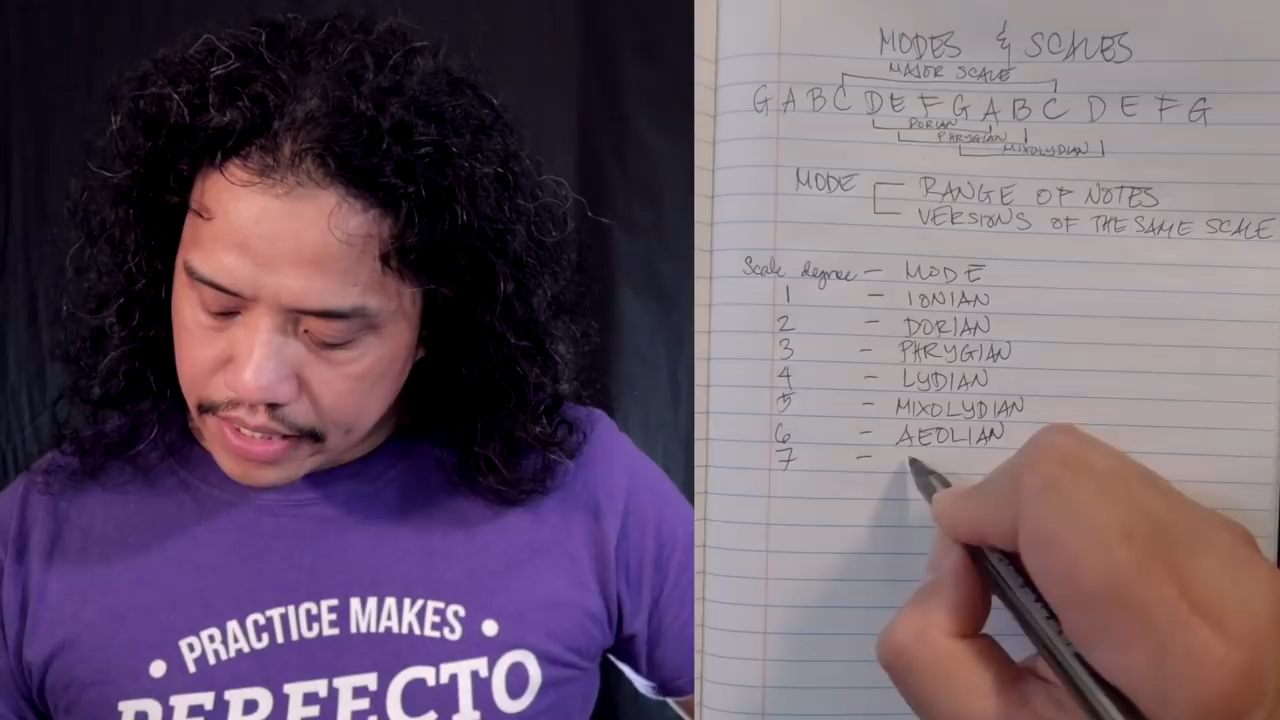 • PRACTICE MAKES •
PERFECTO
MODES & SCALES
MAJOR SCALE
G A B C D E F G A B C D E F G
DORIAN
PHRYGIAN
MIXOLYDIAN
MODE RANGE OF NOTES
VERSIONS OF THE SAME SCALE
Scale degree - MODE
1 - IONIAN
2 - DORIAN
3 - PHRYGIAN
4 - LYDIAN
5 - MIXOLYDIAN
6 - AEOLIAN
7 -